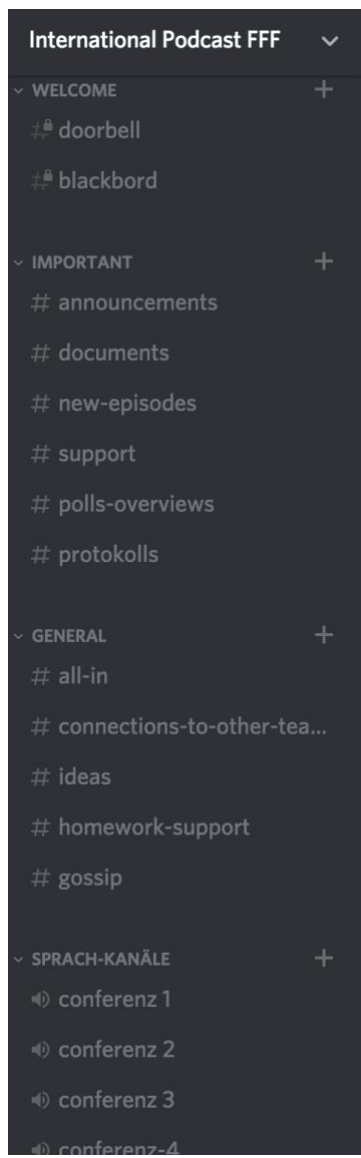 International Podcast FFF
WELCOME
doorbell
blackbord
IMPORTANT
# announcements
# documents
# new-episodes
# support
# polls-overviews
# protokolls
GENERAL
# all-in
# connections-to-other-tea...
# ideas
# homework-support
# gossip
SPRACH-KANÄLE
conferenz 1
conferenz 2
conferenz 3
conferenz-4